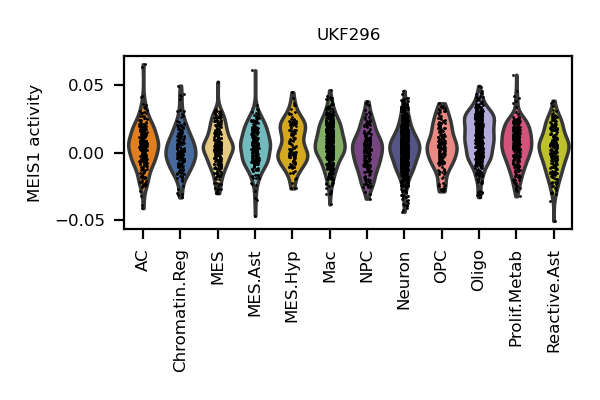 UKF296
MEIS1 activity
0.05
0.00
−0.05
AC
Chromatin.Reg
MES
MES.Ast
MES.Hyp
Mac
NPC
Neuron
OPC
Oligo
Prolif.Metab
Reactive.Ast